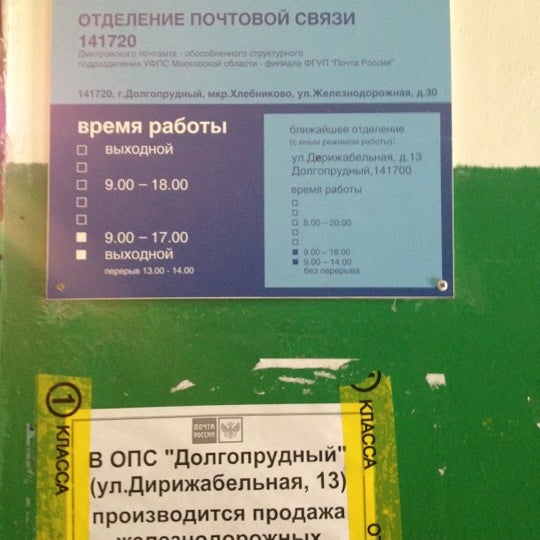 ОТДЕЛЕНИЕ ПОЧТОВОЙ СВЯЗИ
141720
Дмитровского почтамта - обособленного структурного
подразделения УФПС Московской области - филиала ФГУП "Почта России"
141720, г.Долгопрудный, мкр.Хлебниково, ул.Железнодорожная, д.30
время работы
выходной
9.00 – 18.00
9.00 – 17.00
выходной
перерыв 13.00 - 14.00
ближайшее отделение
(с иным режимом работы):
ул.Дирижабельная, д.13
Долгопрудный,141700
время работы
8.00 – 20.00
9.00 – 18.00
9.00 – 14.00
без перерыва
1 КЛАССА
КЛАССА
ПОЧТА
РОССИИ
В ОПС "Долгопрудный"
(ул.Дирижабельная, 13)
производится продажа
железнодорожных